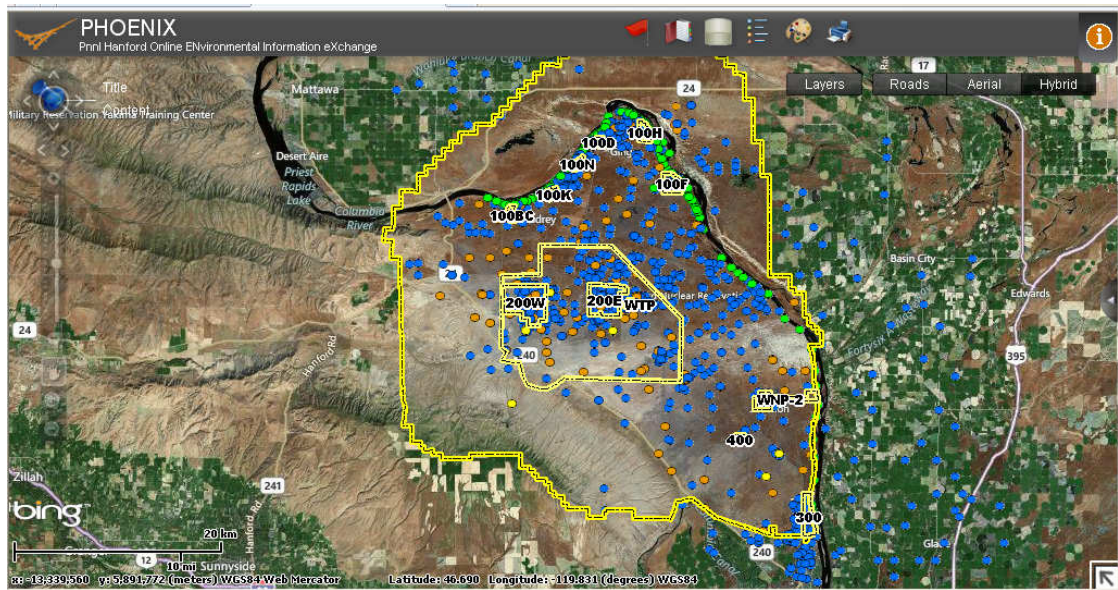 PHOENIX
Pnnl Hanford Online ENvironmental Information eXchange
Layers
Roads
Aerial
Hybrid
17
24
Title
Content
Mattawa
Military Reservation Yakima Training Center
100H
100D
100N
Desert Aire
Priest
Rapids
Lake
100F
100K
100BC
Columbia
River
Basin City
200W
200E
WTP
Edwards
24
Hanford Rd
240
395
WNP-2
400
Zillah
241
Hanford Rd
bing
300
20 km
240
12
10 mi
Sunnyside
x: -13,339,560 y: 5,891,772 (meters) WGS84 Web Mercator
Latitude: 46.690 Longitude: -119.831 (degrees) WGS84